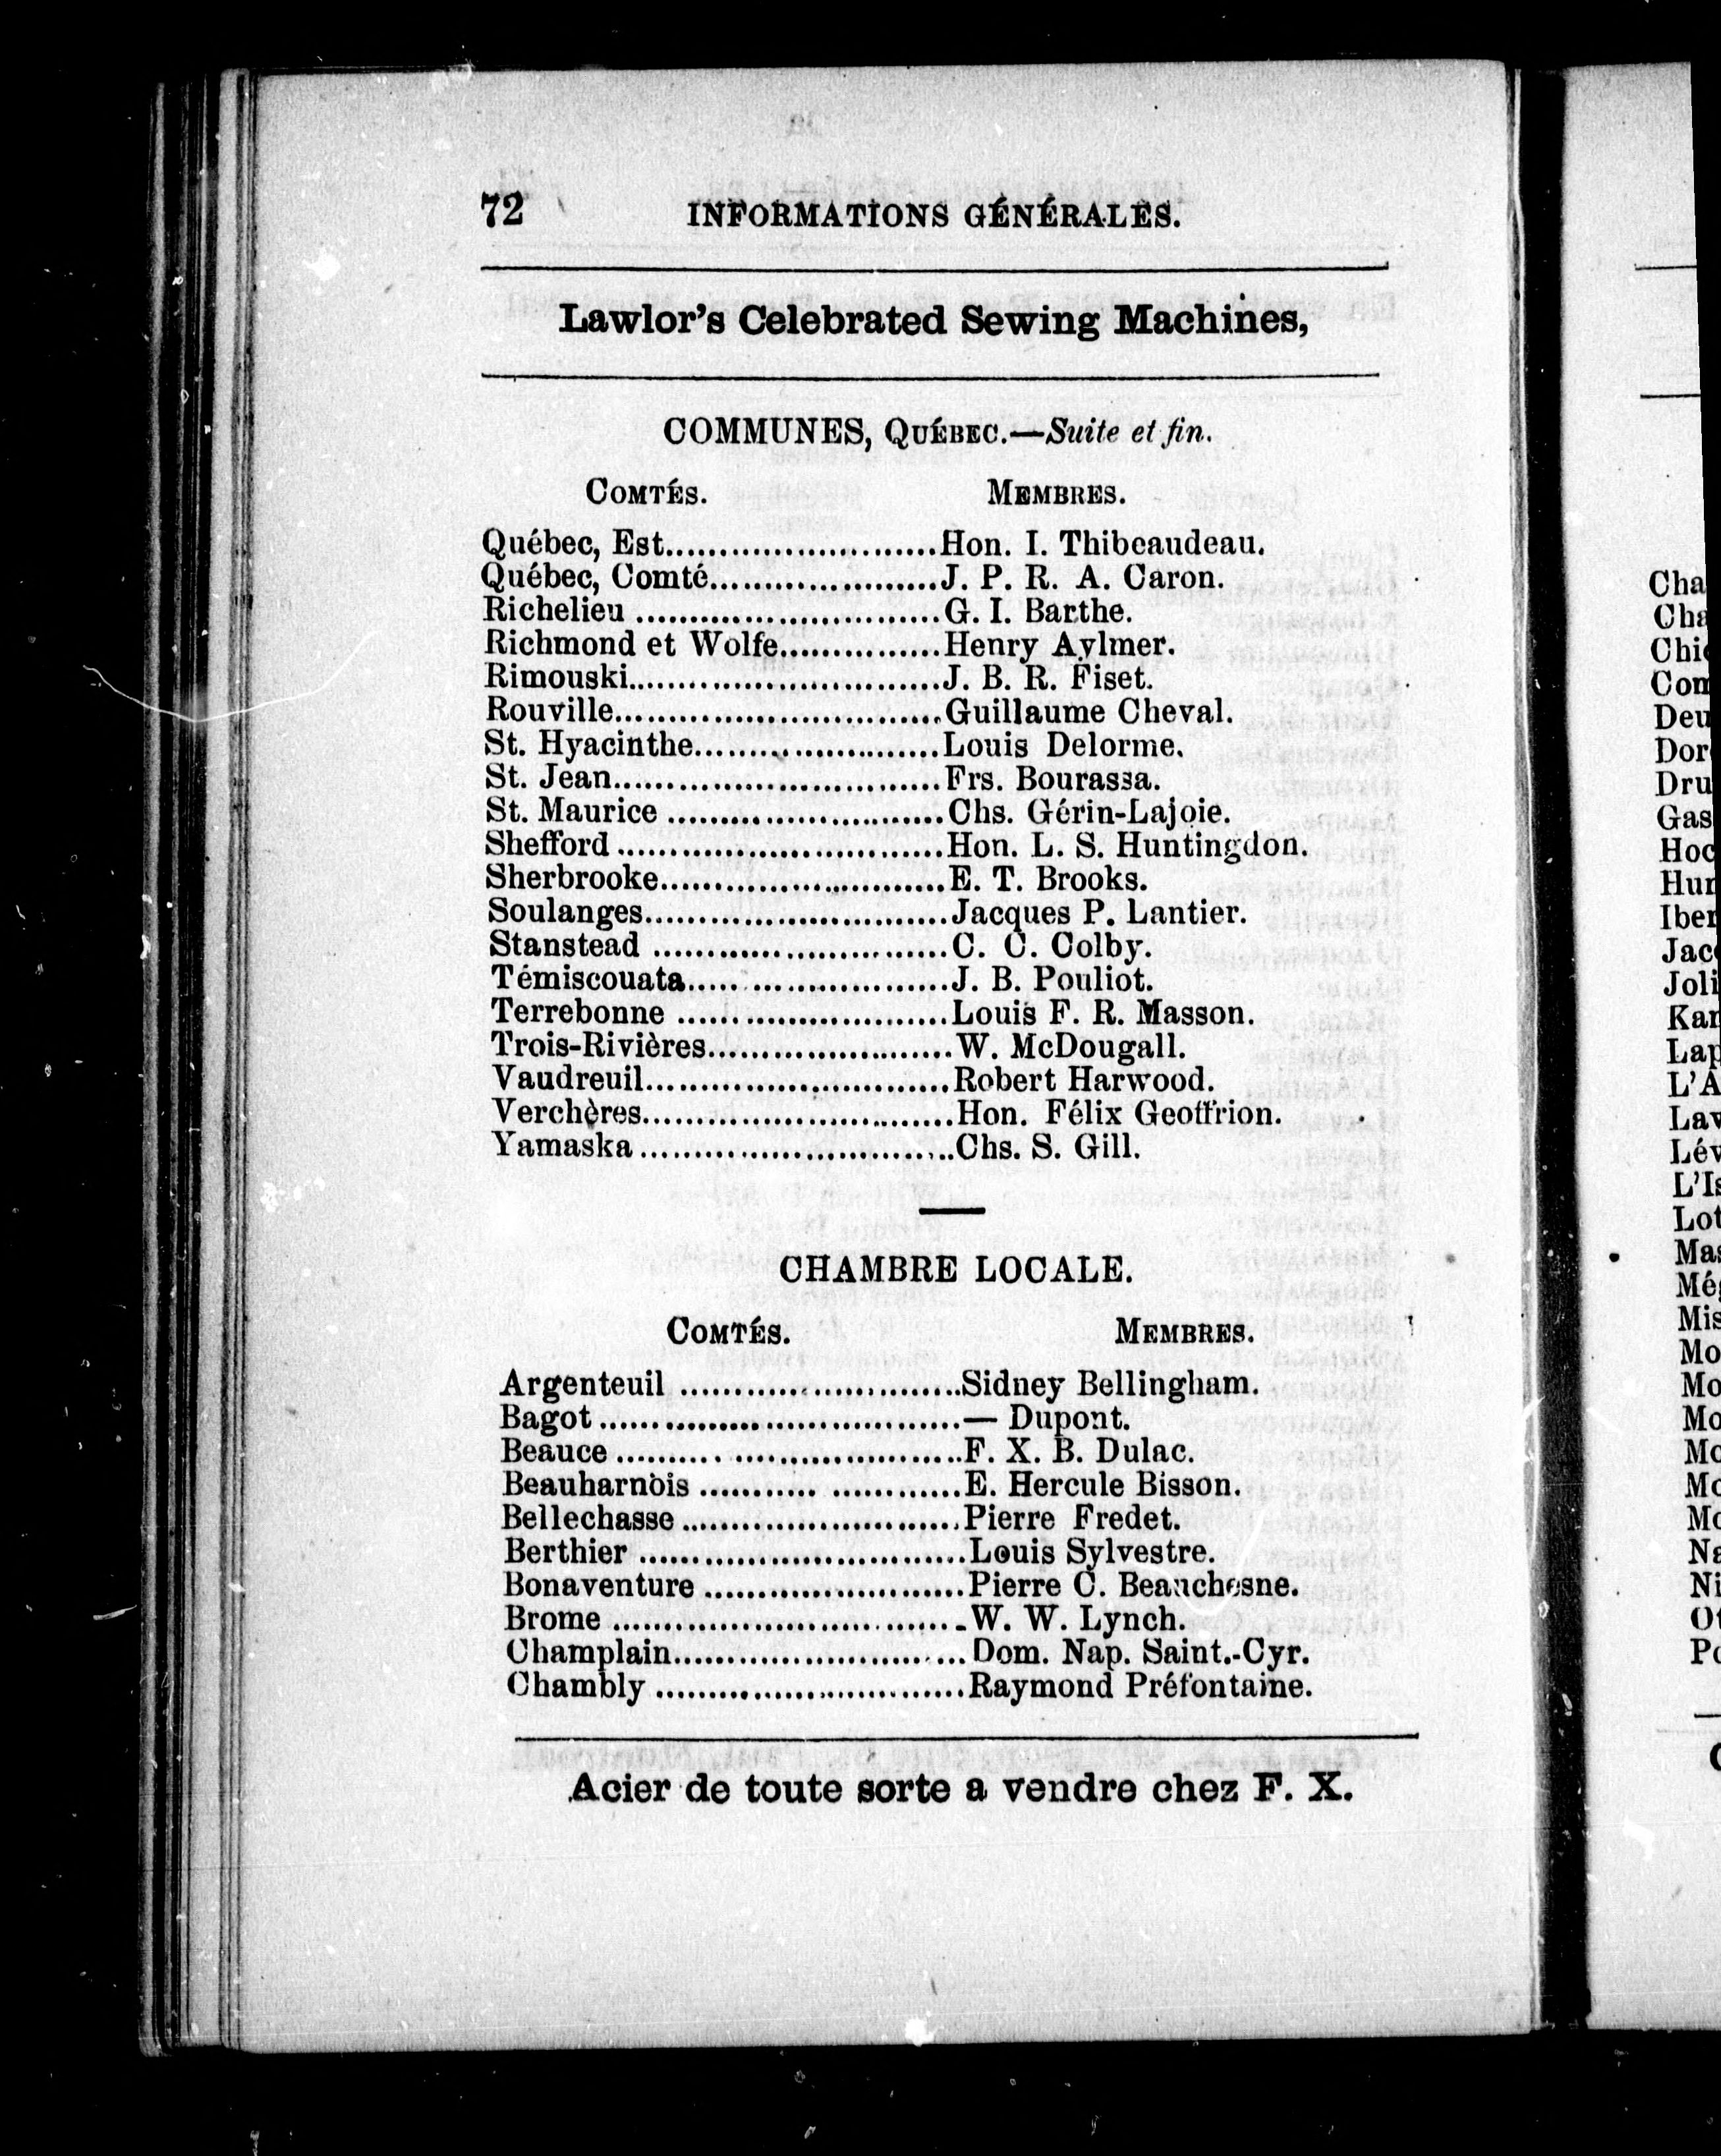 72 INFORMATIONS GÉNÉRALES.
Lawlor's Celebrated Sewing Machines,
COMMUNES, QUÉBEC.—Suite et fin.
COMTÉS. MEMBRES.
Québec, Est..........................Hon. I. Thibeaudeau.
Québec, Comté......................J. P. R. A. Caron.
Richelieu .............................G. I. Barthe.
Richmond et Wolfe...............Henry Aylmer.
Rimouski..............................J. B. R. Fiset.
Rouville...............................Guillaume Cheval.
St. Hyacinthe.......................Louis Delorme.
St. Jean...............................Frs. Bourassa.
St. Maurice ..........................Chs. Gérin-Lajoie.
Shefford ...............................Hon. L. S. Huntingdon.
Sherbrooke...........................E. T. Brooks.
Soulanges.............................Jacques P. Lantier.
Stanstead ............................C. C. Colby.
Témiscouata.........................J. B. Pouliot.
Terrebonne ..........................Louis F. R. Masson.
Trois-Rivières.......................W. McDougall.
Vaudreuil.............................Robert Harwood.
Verchères.............................Hon. Félix Geoffrion.
Yamaska ..............................Chs. S. Gill.
CHAMBRE LOCALE.
COMTÉS. MEMBRES.
Argenteuil ...........................Sidney Bellingham.
Bagot ..................................— Dupont.
Beauce .................................F. X. B. Dulac.
Beauharnois .........................E. Hercule Bisson.
Bellechasse ...........................Pierre Fredet.
Berthier ...............................Louis Sylvestre.
Bonaventure .........................Pierre C. Beauchesne.
Brome ..................................W. W. Lynch.
Champlain............................Dom. Nap. Saint.-Cyr.
Chambly .............................Raymond Préfontaine.
Acier de toute sorte a vendre chez F. X.